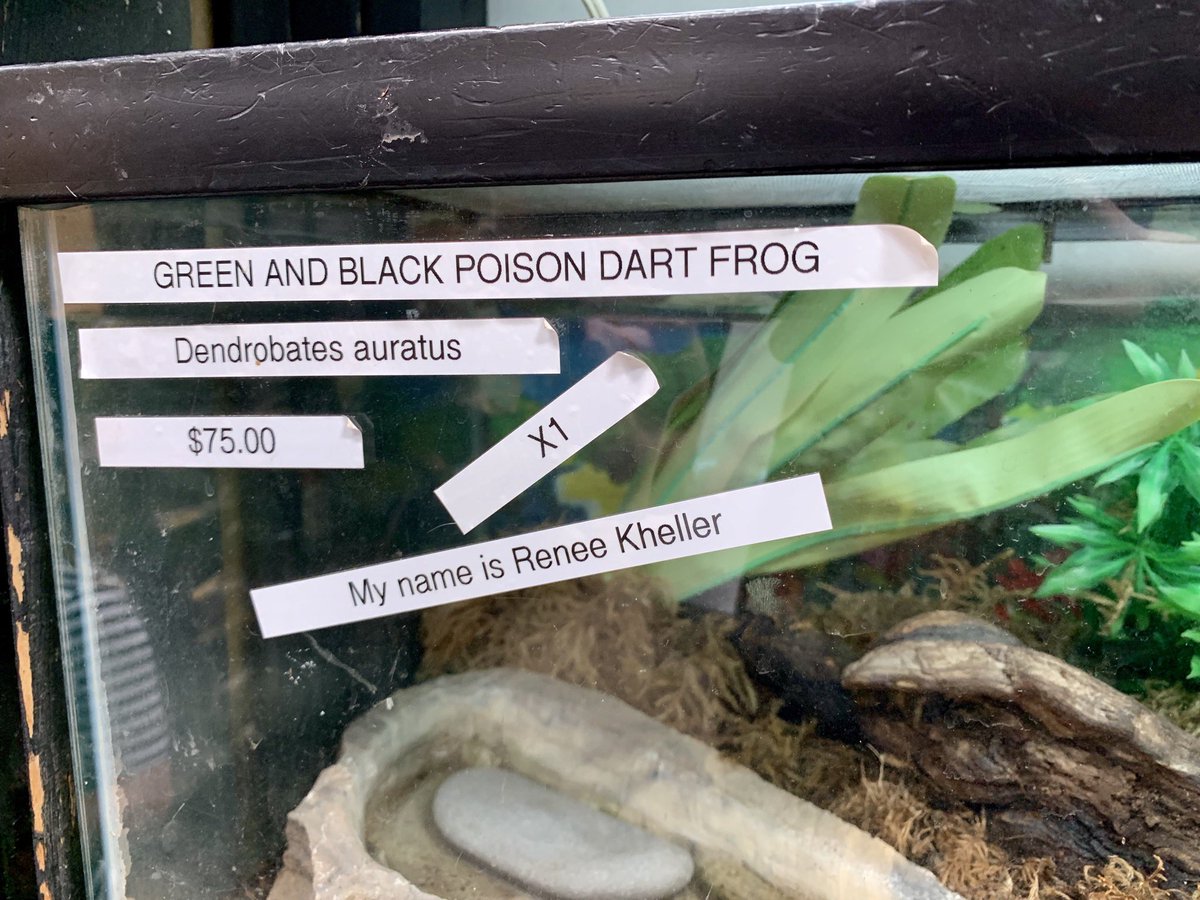 GREEN AND BLACK POISON DART FROG
Dendrobates auratus
$75.00
X1
My name is Renee Kheller